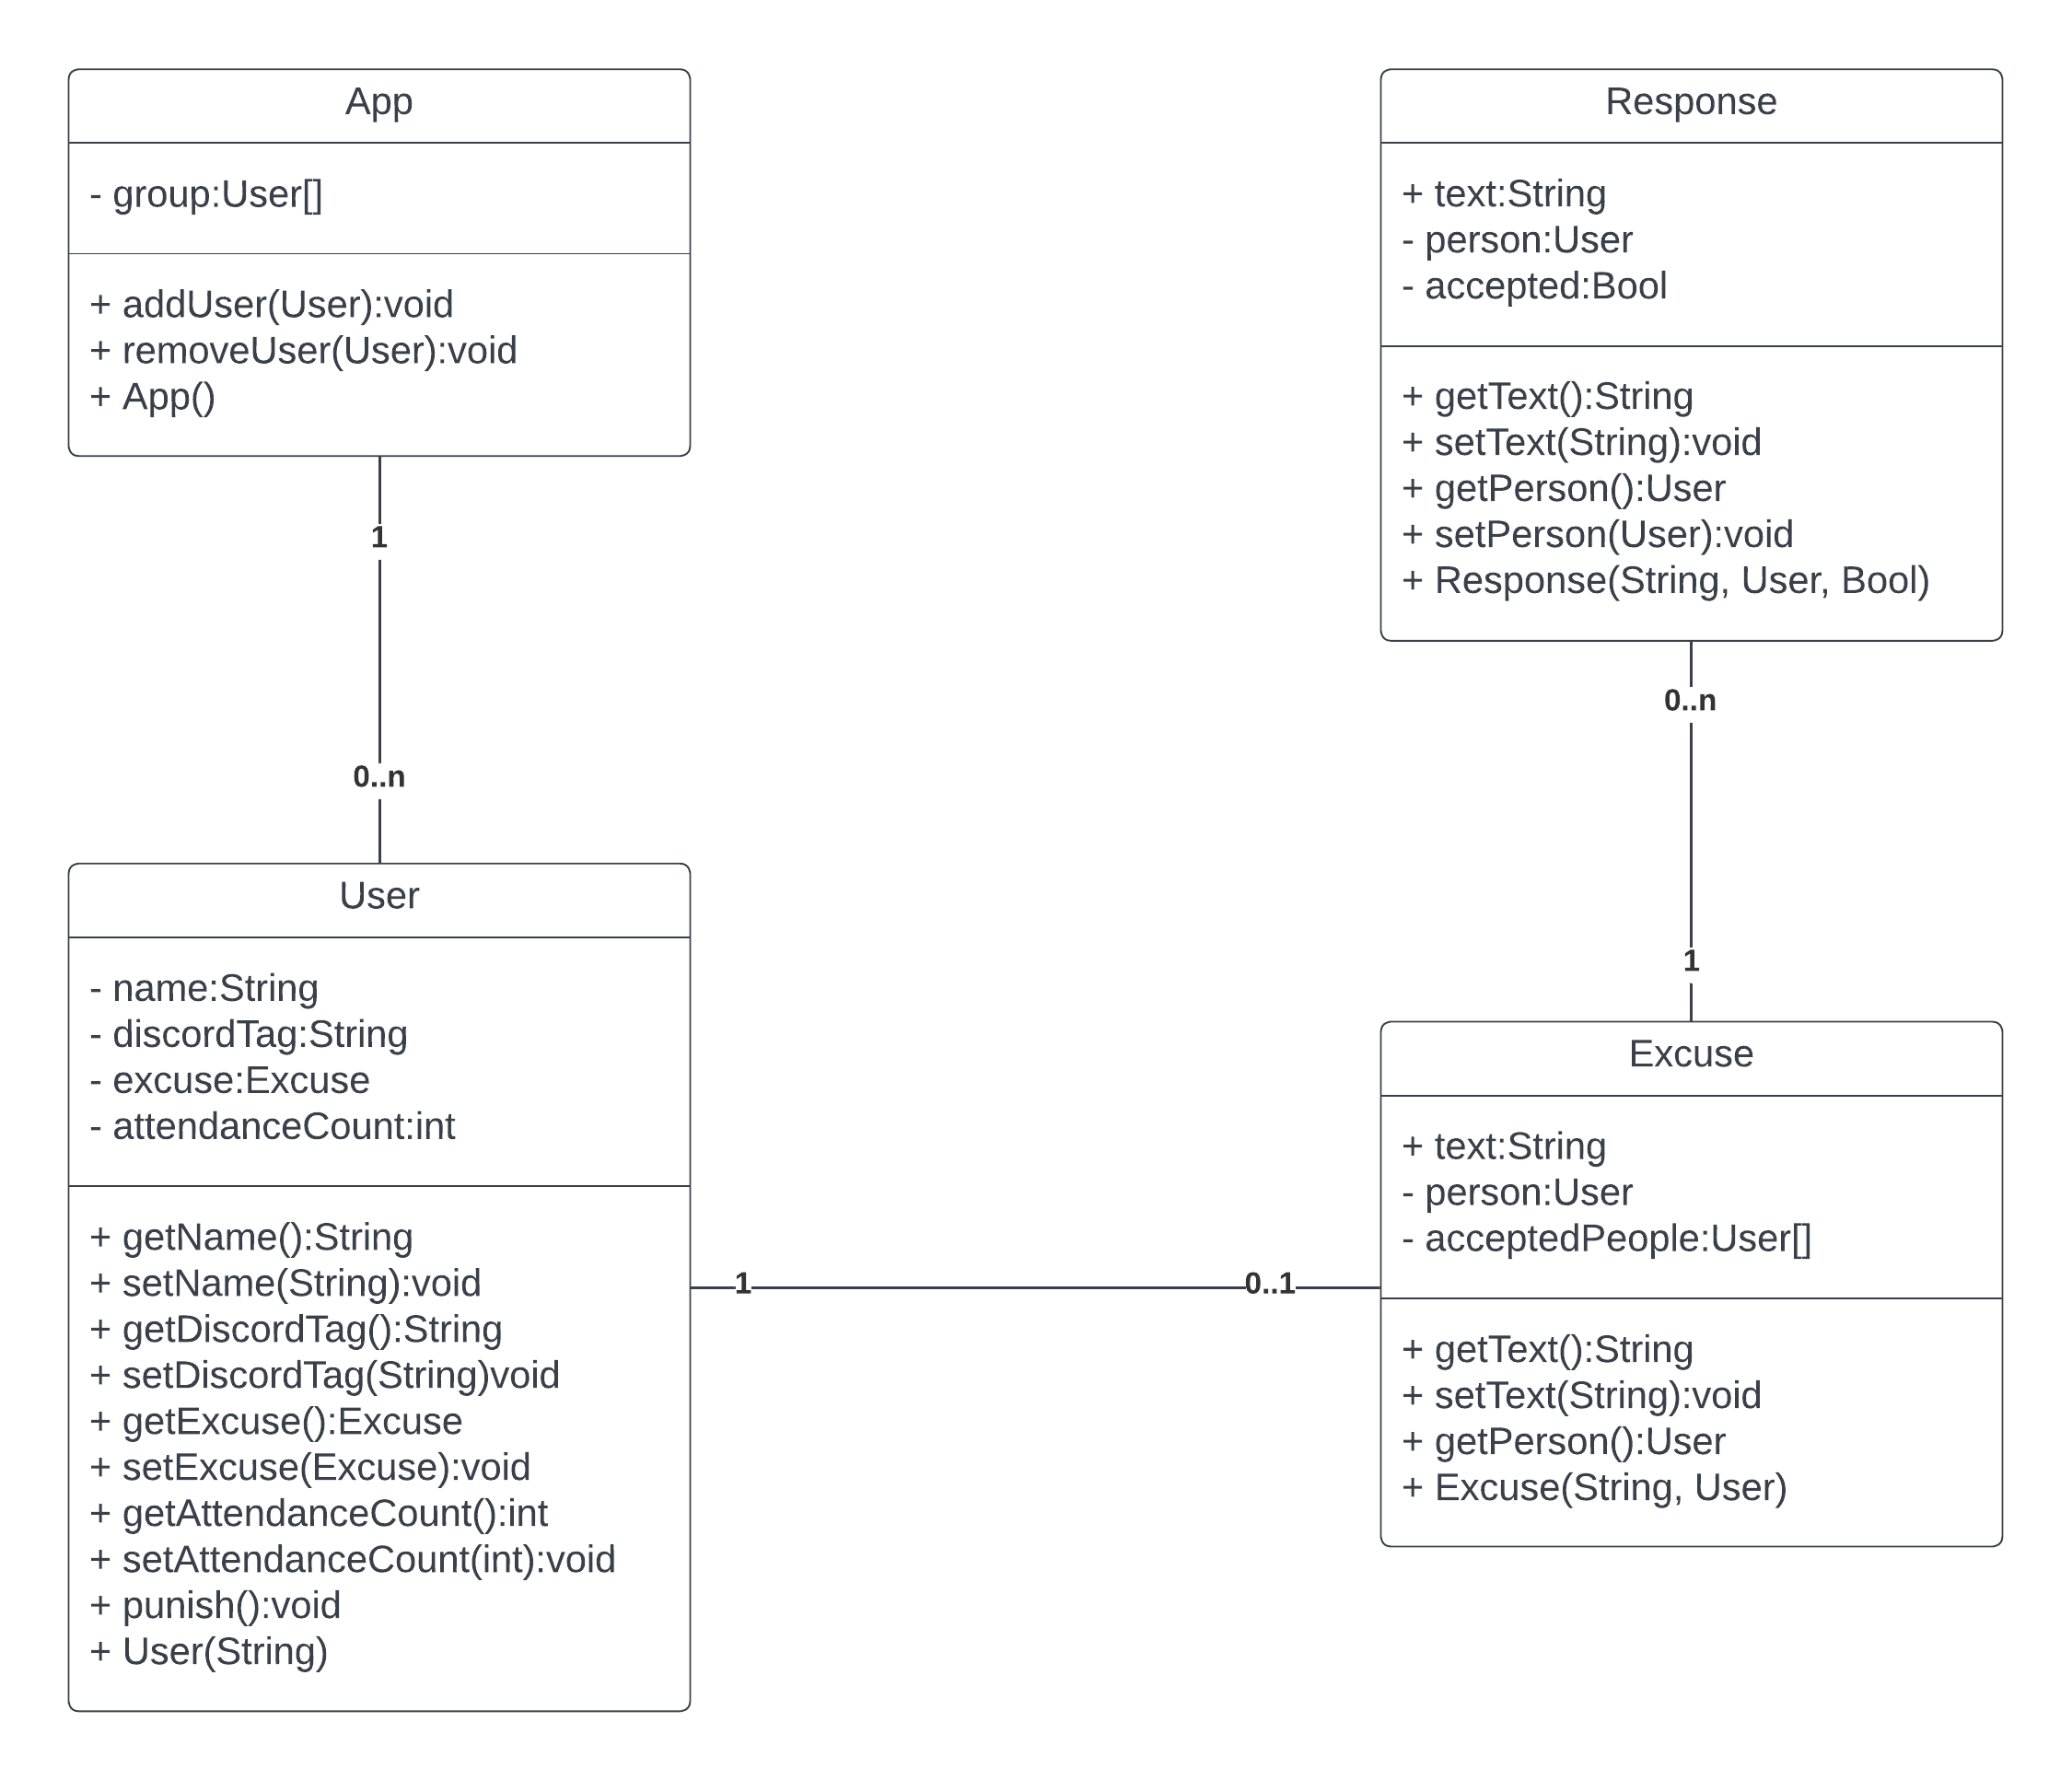 App
- group:User[]
+ addUser(User):void
+ removeUser(User):void
+ App()
1
0..n
User
- name:String
- discordTag:String
- excuse:Excuse
- attendanceCount:int
+ getName():String
+ setName(String):void
+ getDiscordTag():String
+ setDiscordTag(String)void
+ getExcuse():Excuse
+ setExcuse(Excuse):void
+ getAttendanceCount():int
+ setAttendanceCount(int):void
+ punish():void
+ User(String)
1
0..1
Response
+ text:String
- person:User
- accepted:Bool
+ getText():String
+ setText(String):void
+ getPerson():User
+ setPerson(User):void
+ Response(String, User, Bool)
0..n
1
Excuse
+ text:String
- person:User
- acceptedPeople:User[]
+ getText():String
+ setText(String):void
+ getPerson():User
+ Excuse(String, User)